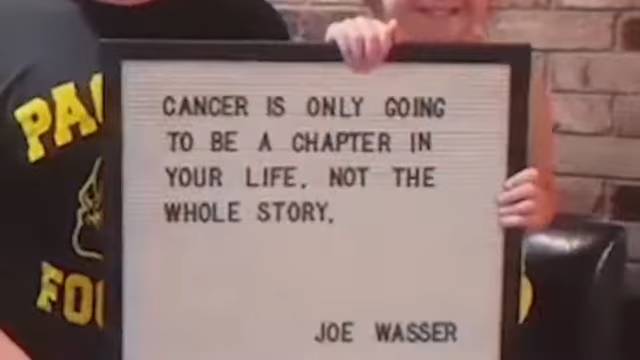 CANCER IS ONLY GOING
TO BE A CHAPTER IN
YOUR LIFE, NOT THE
WHOLE STORY.
JOE WASSER